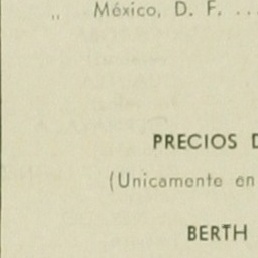 ,, México, D. F. ...
PRECIOS D
(Unicamente en
BERTH